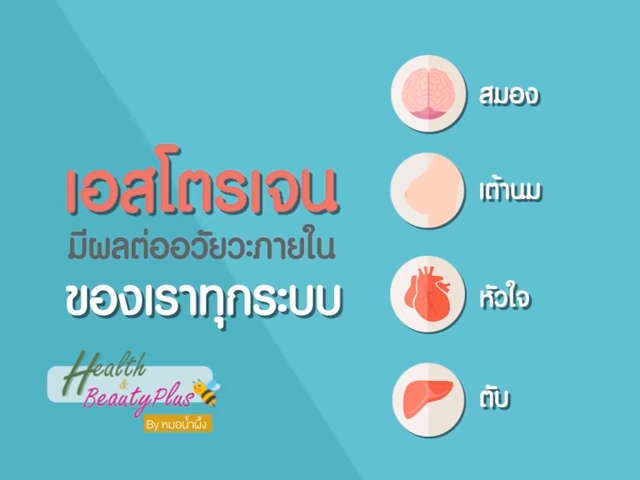 เอสโตรเจน
มีผลต่ออวัยวะภายใน
ของเราทุกระบบ
Health
&
BeautyPlus
By หมอน้ำผึ้ง
สมอง
เต้านม
หัวใจ
ตับ